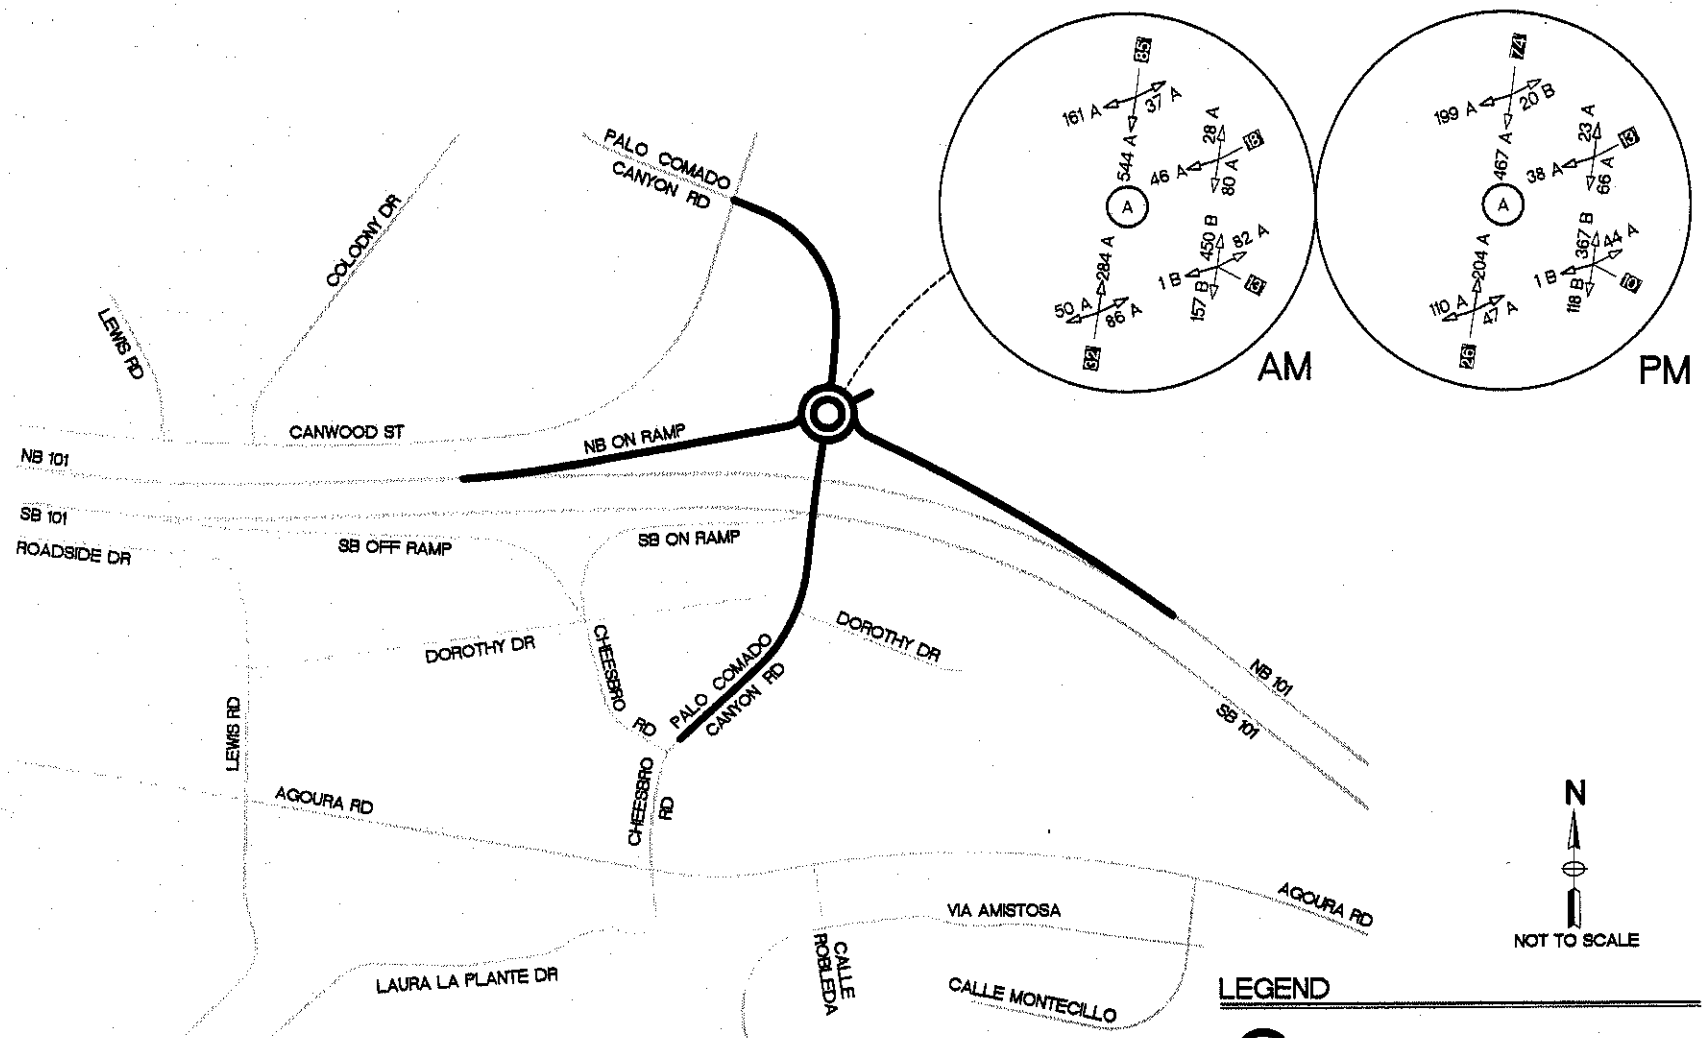 85
161 A
37 A
544 A
28 A
18
46 A
80 A
A
284 A
450 B
82 A
1 B
157 B
13
50 A
86 A
32
AM
74
199 A
20 B
467 A
23 A
13
38 A
66 A
A
204 A
367 B
44 A
1 B
118 B
10
110 A
47 A
26
PM
PALO COMADO
CANYON RD
COLODNY DR
LEWIS RD
CANWOOD ST
NB ON RAMP
NB 101
SB 101
ROADSIDE DR
SB OFF RAMP
SB ON RAMP
DOROTHY DR
CHEESBRO
RD
DOROTHY DR
PALO COMADO
CANYON RD
NB 101
SB 101
LEWIS RD
CHEESBRO
RD
AGOURA RD
AGOURA RD
VIA AMISTOSA
CALLE
ROBLEDA
LAURA LA PLANTE DR
CALLE MONTECILLO
N
NOT TO SCALE
LEGEND